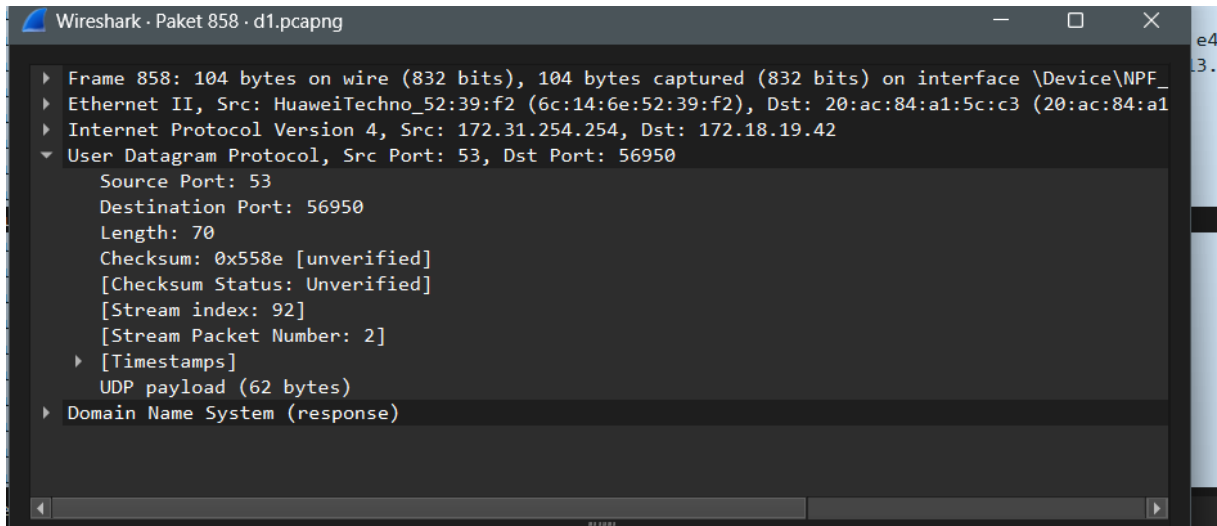 Wireshark · Paket 858 · d1.pcapng
e4
13.
Frame 858: 104 bytes on wire (832 bits), 104 bytes captured (832 bits) on interface \Device\NPF_
Ethernet II, Src: HuaweiTechno_52:39:f2 (6c:14:6e:52:39:f2), Dst: 20:ac:84:a1:5c:c3 (20:ac:84:a1
Internet Protocol Version 4, Src: 172.31.254.254, Dst: 172.18.19.42
User Datagram Protocol, Src Port: 53, Dst Port: 56950
Source Port: 53
Destination Port: 56950
Length: 70
Checksum: 0x558e [unverified]
[Checksum Status: Unverified]
[Stream index: 92]
[Stream Packet Number: 2]
[Timestamps]
UDP payload (62 bytes)
Domain Name System (response)